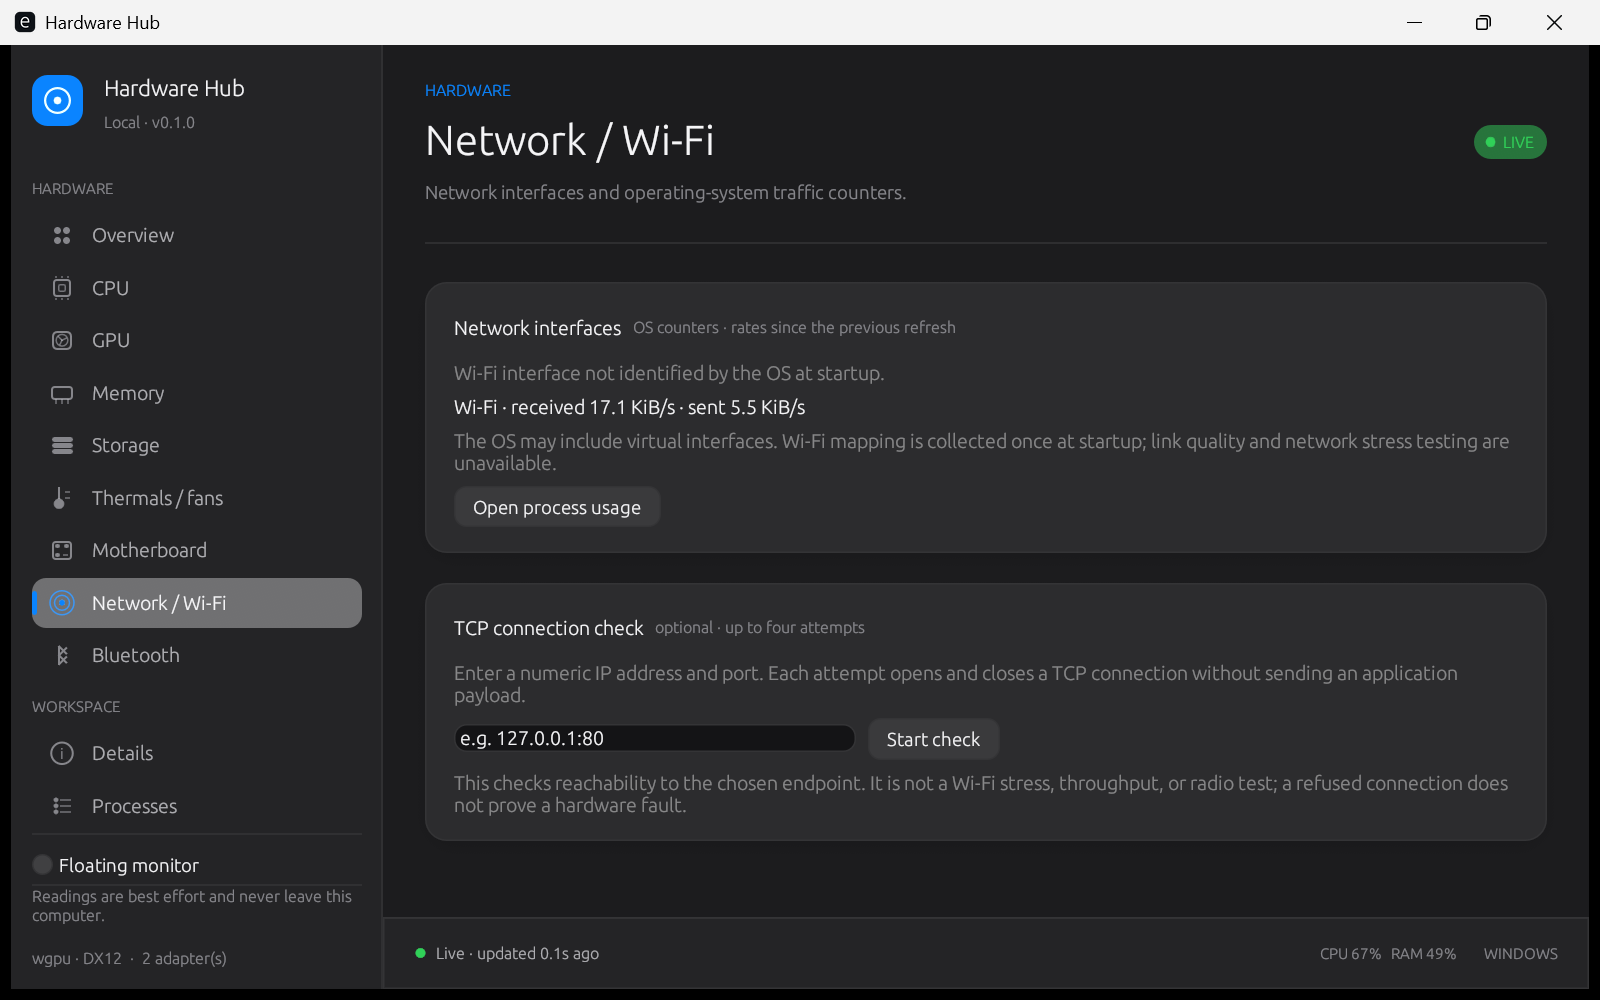 Hardware Hub
Hardware Hub
Local · v0.1.0
HARDWARE
Overview
CPU
GPU
Memory
Storage
Thermals / fans
Motherboard
Network / Wi-Fi
Bluetooth
WORKSPACE
Details
Processes
Floating monitor
Readings are best effort and never leave this
computer.
wgpu · DX12 · 2 adapter(s)
HARDWARE
Network / Wi-Fi
LIVE
Network interfaces and operating-system traffic counters.
Network interfaces OS counters · rates since the previous refresh
Wi-Fi interface not identified by the OS at startup.
Wi-Fi · received 17.1 KiB/s · sent 5.5 KiB/s
The OS may include virtual interfaces. Wi-Fi mapping is collected once at startup; link quality and network stress testing are
unavailable.
Open process usage
TCP connection check optional · up to four attempts
Enter a numeric IP address and port. Each attempt opens and closes a TCP connection without sending an application
payload.
e.g. 127.0.0.1:80 Start check
This checks reachability to the chosen endpoint. It is not a Wi-Fi stress, throughput, or radio test; a refused connection does
not prove a hardware fault.
Live · updated 0.1s ago CPU 67% RAM 49% WINDOWS